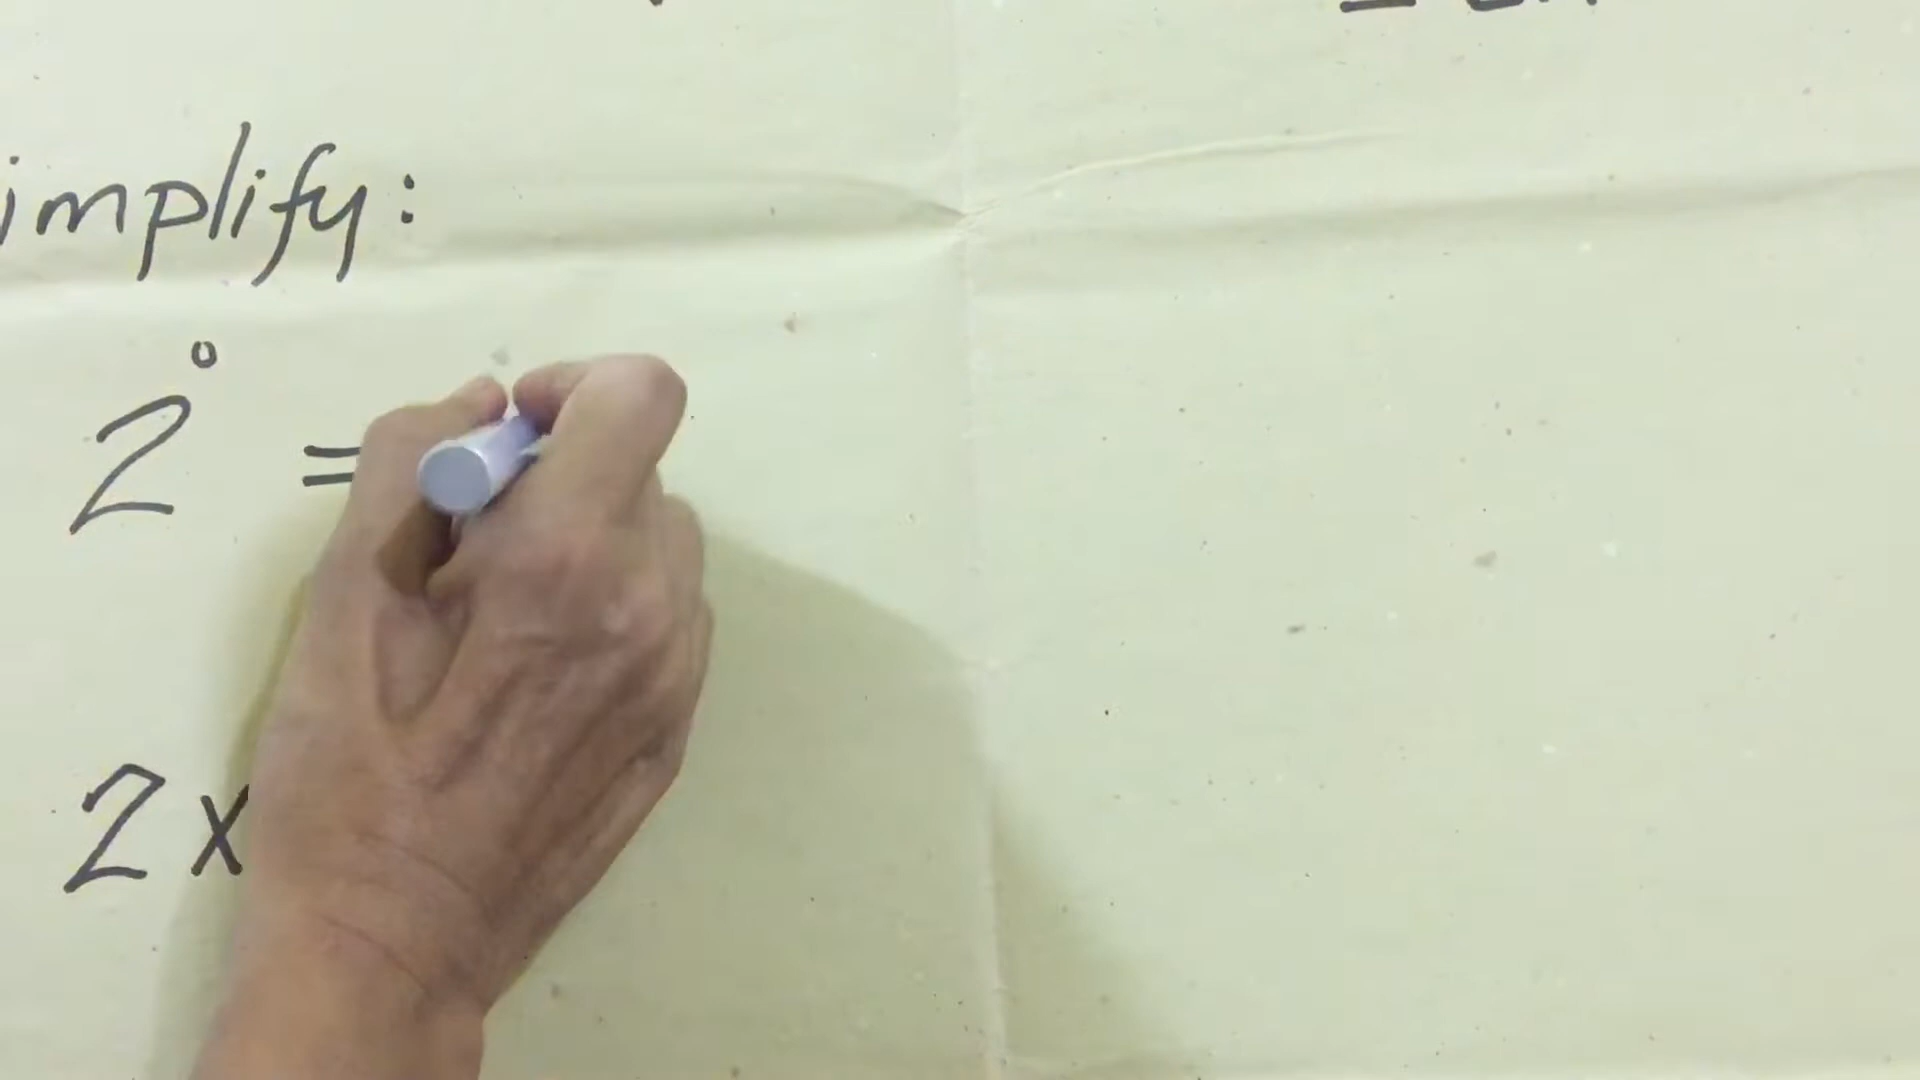 implify:
2⁰ =
2x